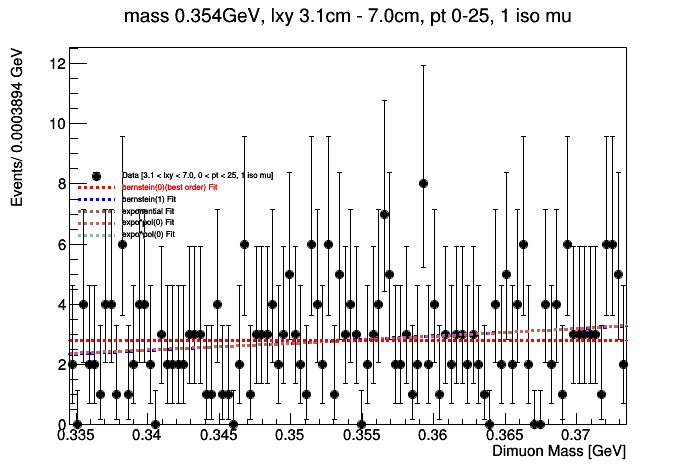 mass 0.354GeV, lxy 3.1cm - 7.0cm, pt 0-25, 1 iso mu
Events/ 0.0003894 GeV
12
10
8
6
4
2
0
Data [3.1 < lxy < 7.0, 0 < pt < 25, 1 iso mu]
bernstein(0)(best order) Fit
bernstein(1) Fit
exponential Fit
expo*pol(0) Fit
expo*pol(0) Fit
0.335 0.34 0.345 0.35 0.355 0.36 0.365 0.37
Dimuon Mass [GeV]